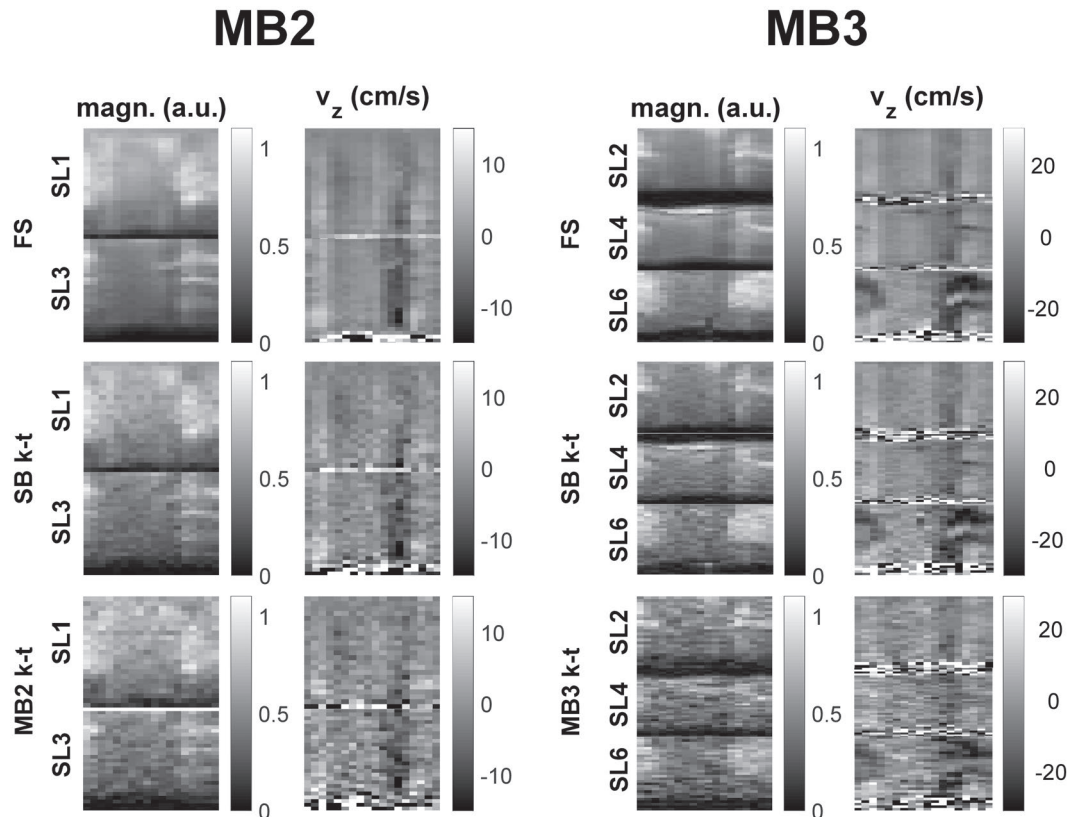 MB2 MB3
magn. (a.u.) v_z (cm/s) magn. (a.u.) v_z (cm/s)
FS SL1 SL3 1 0.5 0 10 0 -10 FS SL2 SL4 SL6 1 0.5 0 20 0 -20
SB k-t SL1 SL3 1 0.5 0 10 0 -10 SB k-t SL2 SL4 SL6 1 0.5 0 20 0 -20
MB2 k-t SL1 SL3 1 0.5 0 10 0 -10 MB3 k-t SL2 SL4 SL6 1 0.5 0 20 0 -20